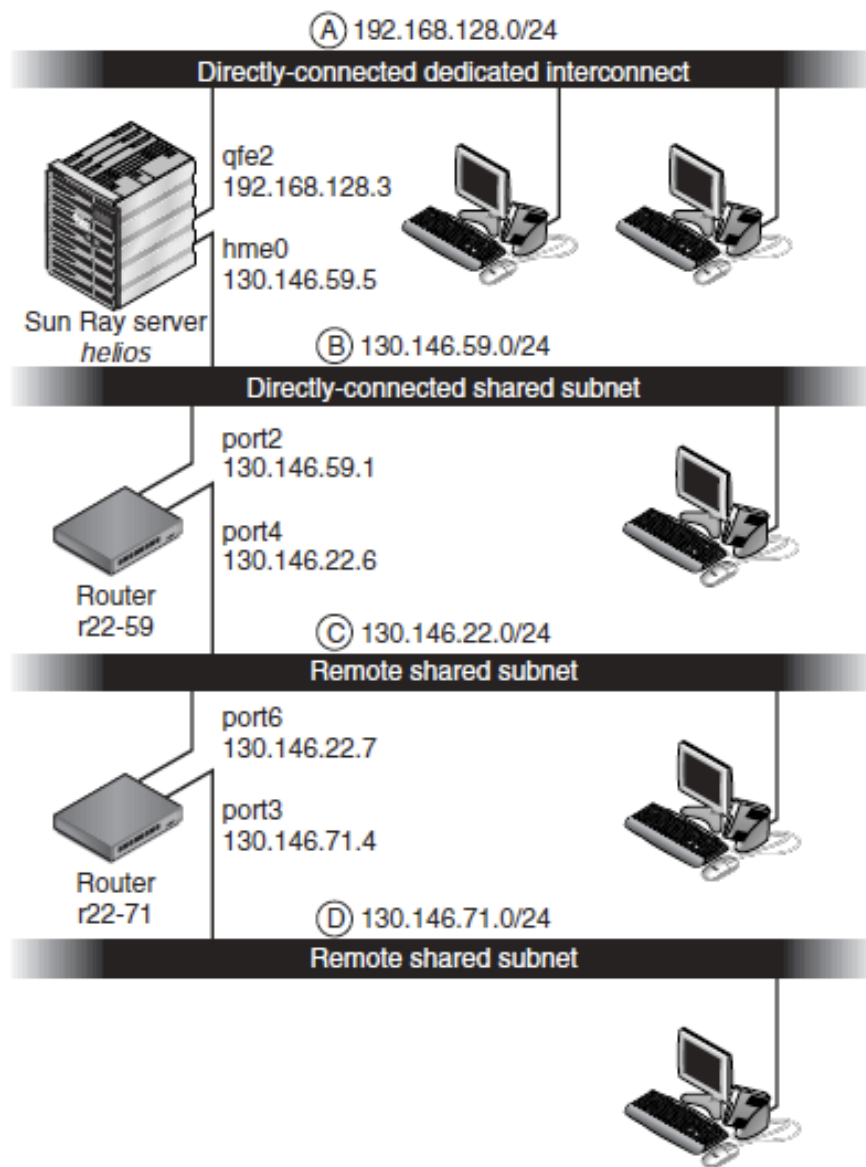 A 192.168.128.0/24
Directly-connected dedicated interconnect
qfe2
192.168.128.3
hme0
130.146.59.5
Sun Ray server
helios
B 130.146.59.0/24
Directly-connected shared subnet
port2
130.146.59.1
port4
130.146.22.6
Router
r22-59
C 130.146.22.0/24
Remote shared subnet
port6
130.146.22.7
port3
130.146.71.4
Router
r22-71
D 130.146.71.0/24
Remote shared subnet